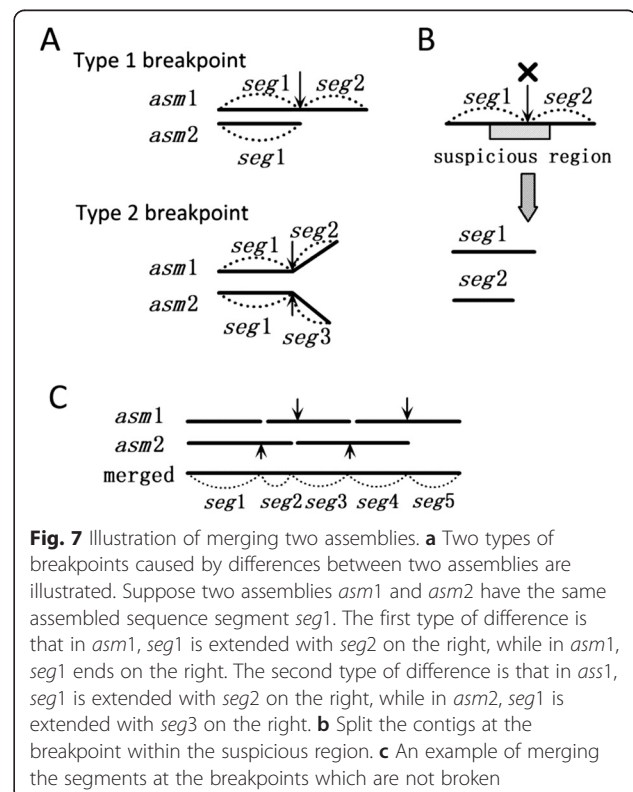 A
B
Type 1 breakpoint
seg1 seg2
asm1
asm2
seg1
seg1 seg2
suspicious region
Type 2 breakpoint
seg1 seg2
asm1
asm2
seg1 seg3
seg1
seg2
C
asm1
asm2
merged
seg1 seg2 seg3 seg4 seg5
Fig. 7 Illustration of merging two assemblies. a Two types of
breakpoints caused by differences between two assemblies are
illustrated. Suppose two assemblies asm1 and asm2 have the same
assembled sequence segment seg1. The first type of difference is
that in asm1, seg1 is extended with seg2 on the right, while in asm1,
seg1 ends on the right. The second type of difference is that in ass1,
seg1 is extended with seg2 on the right, while in asm2, seg1 is
extended with seg3 on the right. b Split the contigs at the
breakpoint within the suspicious region. c An example of merging
the segments at the breakpoints which are not broken